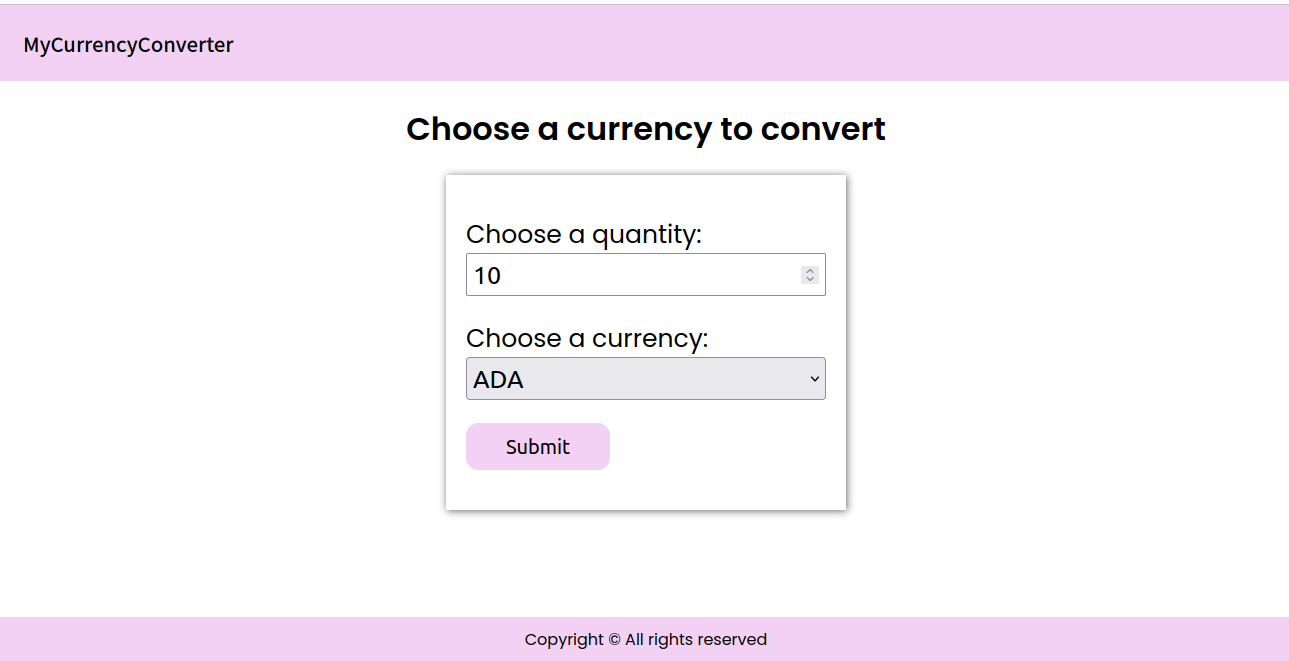 MyCurrencyConverter
Choose a currency to convert
Choose a quantity:
10
Choose a currency:
ADA
Submit
Copyright © All rights reserved